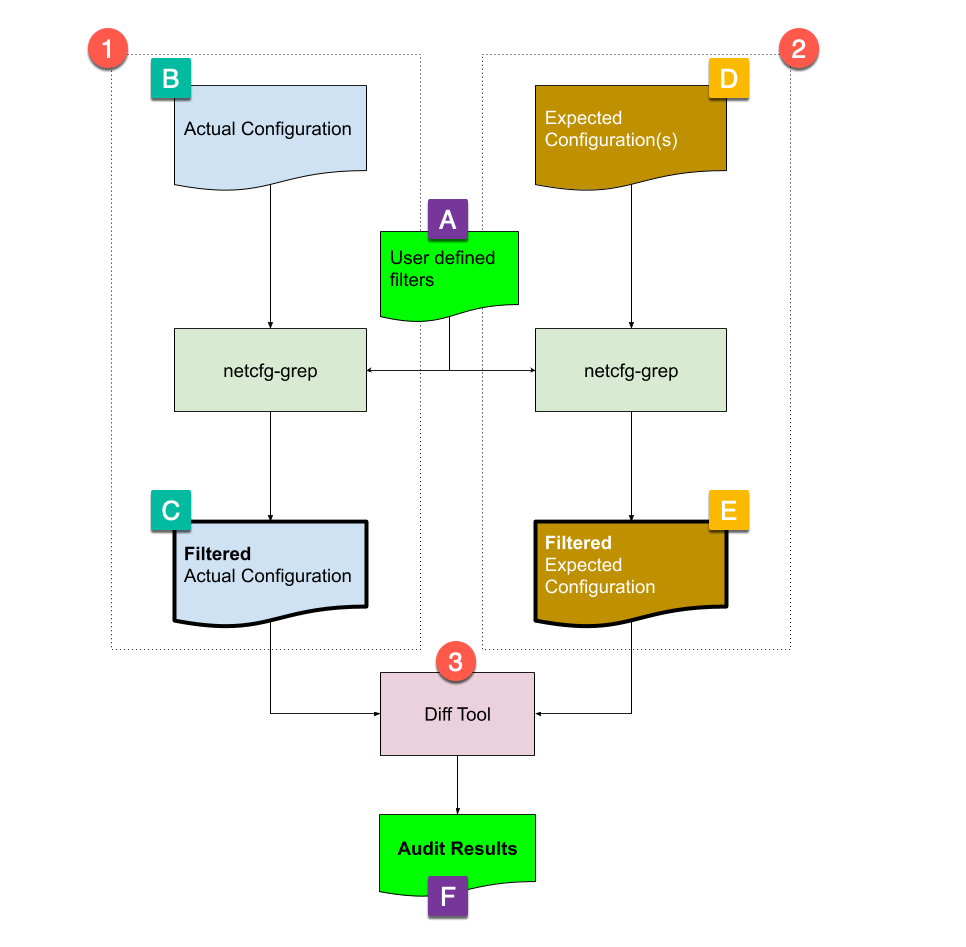 1
2
B
D
Actual Configuration
Expected
Configuration(s)
A
User defined
filters
netcfg-grep
netcfg-grep
C
E
Filtered
Actual Configuration
Filtered
Expected
Configuration
3
Diff Tool
Audit Results
F